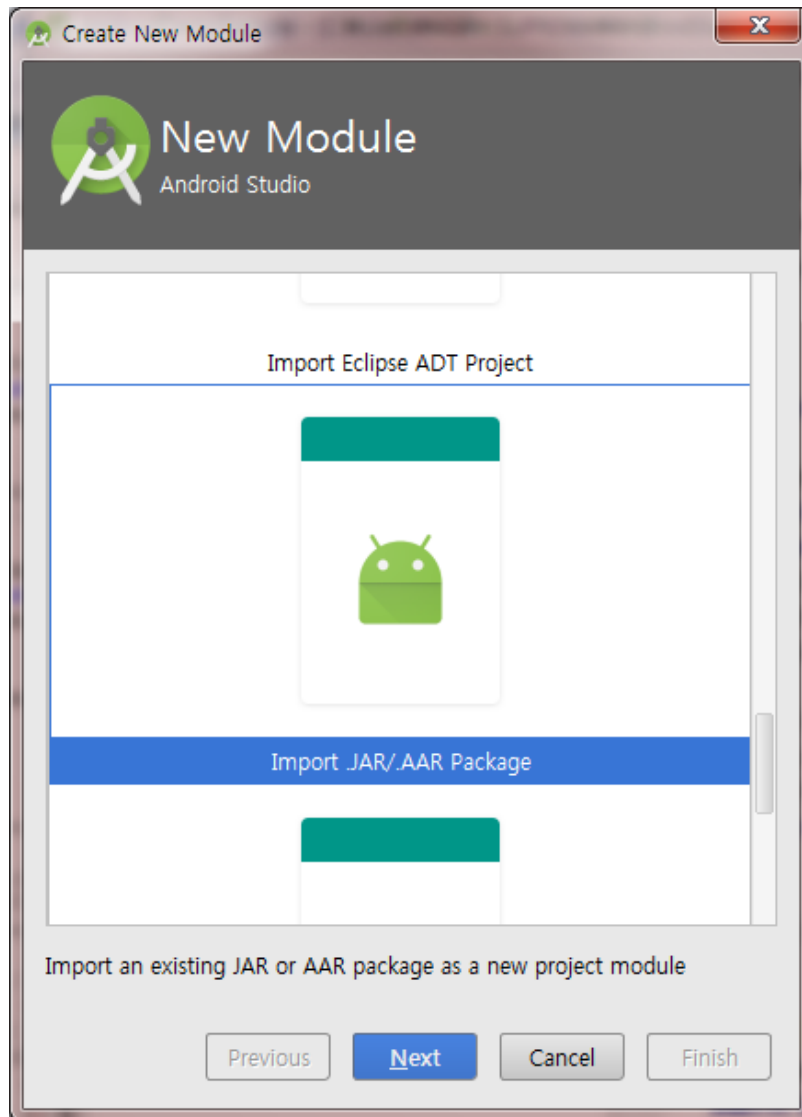 Create New Module
New Module
Android Studio
Import Eclipse ADT Project
Import .JAR/.AAR Package
Import an existing JAR or AAR package as a new project module
Previous
Next
Cancel
Finish